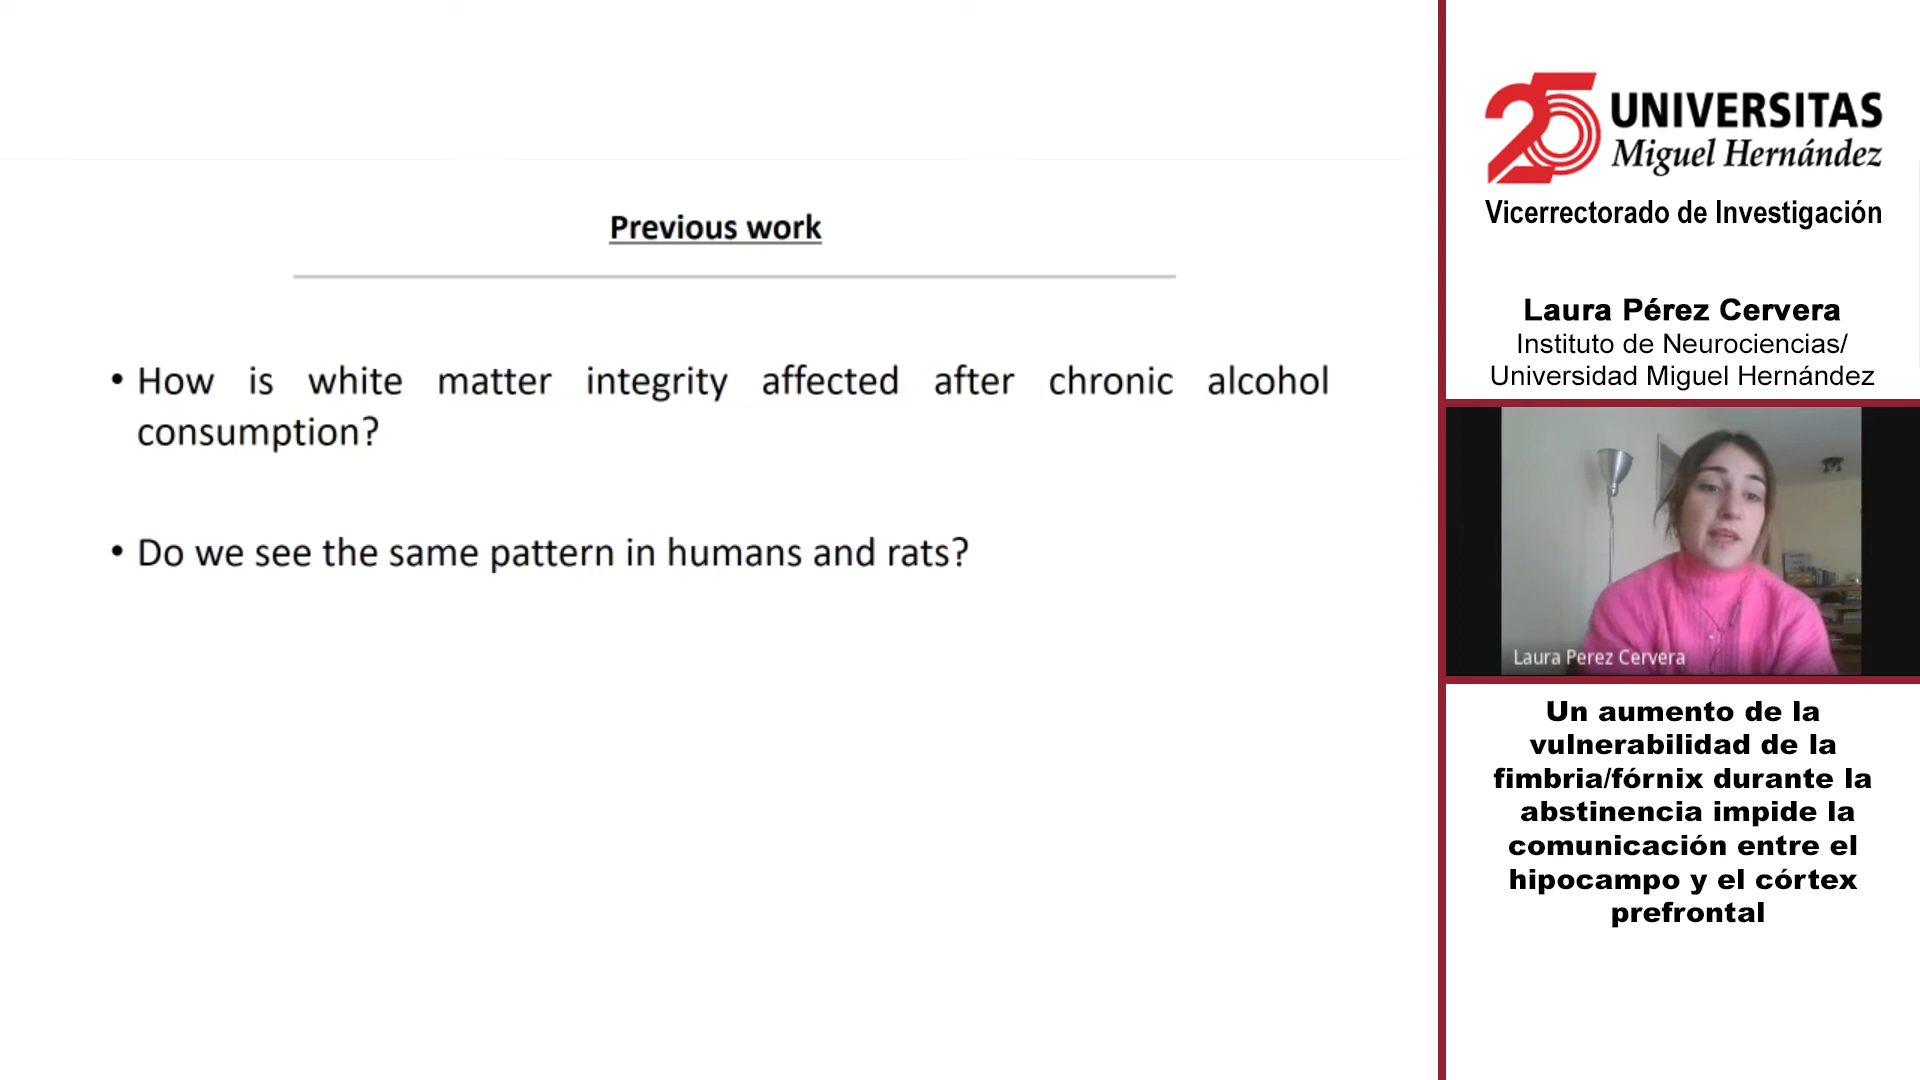 Previous work
• How is white matter integrity affected after chronic alcohol
consumption?
• Do we see the same pattern in humans and rats?
25 UNIVERSITAS
Miguel Hernández
Vicerrectorado de Investigación
Laura Pérez Cervera
Instituto de Neurociencias/
Universidad Miguel Hernández
Laura Perez Cervera
Un aumento de la
vulnerabilidad de la
fimbria/fórnix durante la
abstinencia impide la
comunicación entre el
hipocampo y el córtex
prefrontal